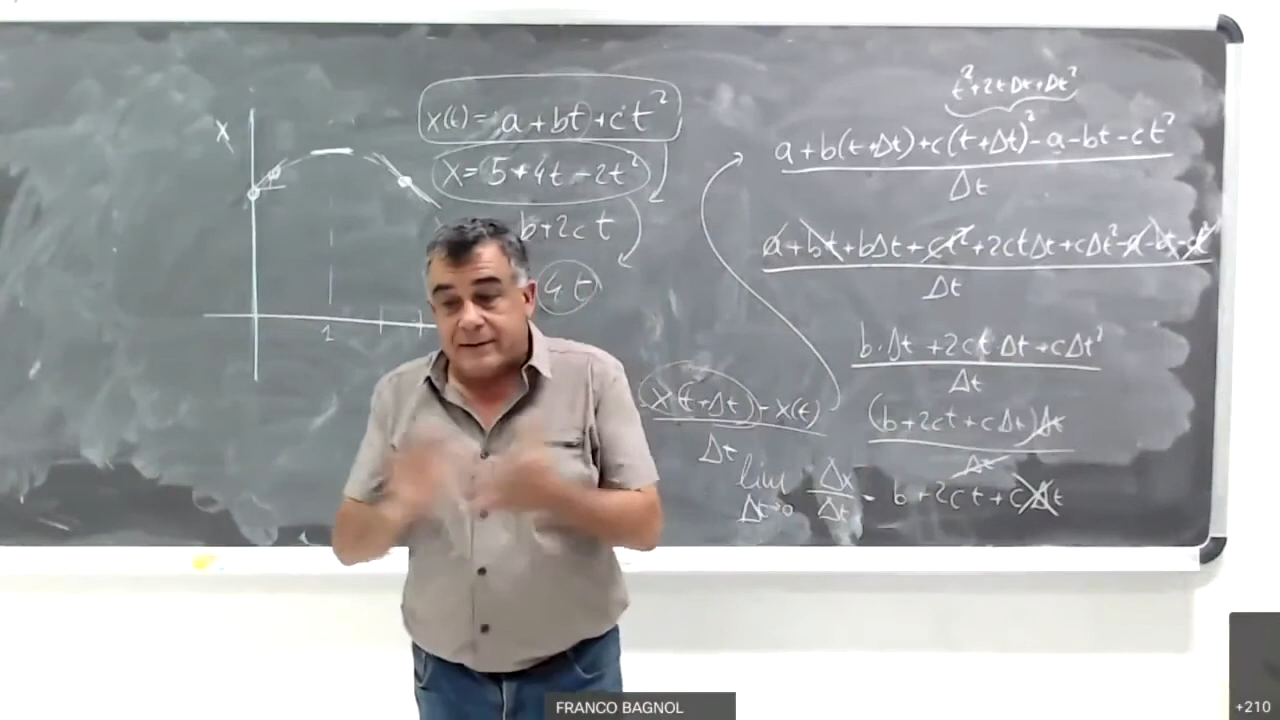 x
x(t) = a + bt + ct²
x = 5 + 4t - 2t²
b + 2ct
4t
1
t² + 2tΔt + Δt²
a + b(t + Δt) + c(t + Δt)² - a - bt - ct²
Δt
a + bt + bΔt + ct² + 2ctΔt + cΔt² - a - bt - ct²
Δt
b·Δt + 2ctΔt + cΔt²
Δt
x(t + Δt) - x(t)
Δt
(b + 2ct + cΔt)Δt
Δt
lim Δt→0 Δx/Δt = b + 2ct + cΔt
FRANCO BAGNOL
+210